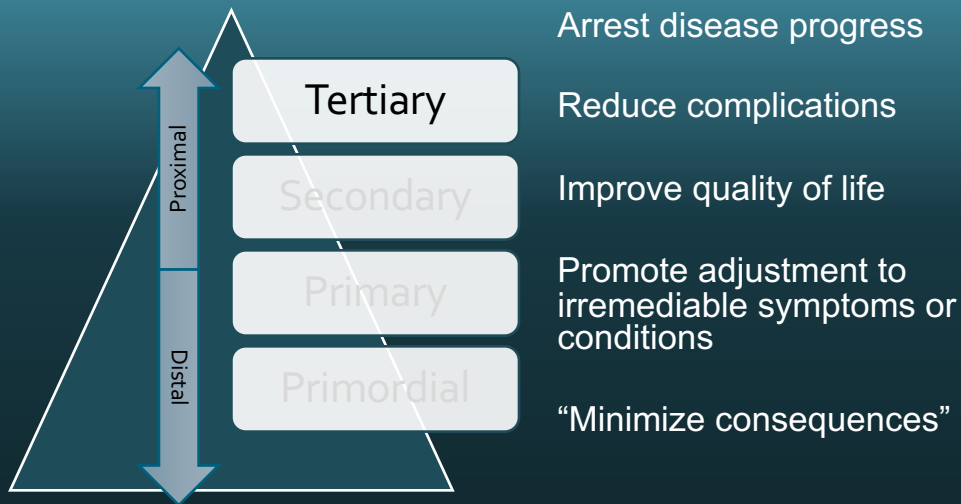 Proximal
Distal
Tertiary
Secondary
Primary
Primordial
Arrest disease progress
Reduce complications
Improve quality of life
Promote adjustment to
irremediable symptoms or
conditions
“Minimize consequences”